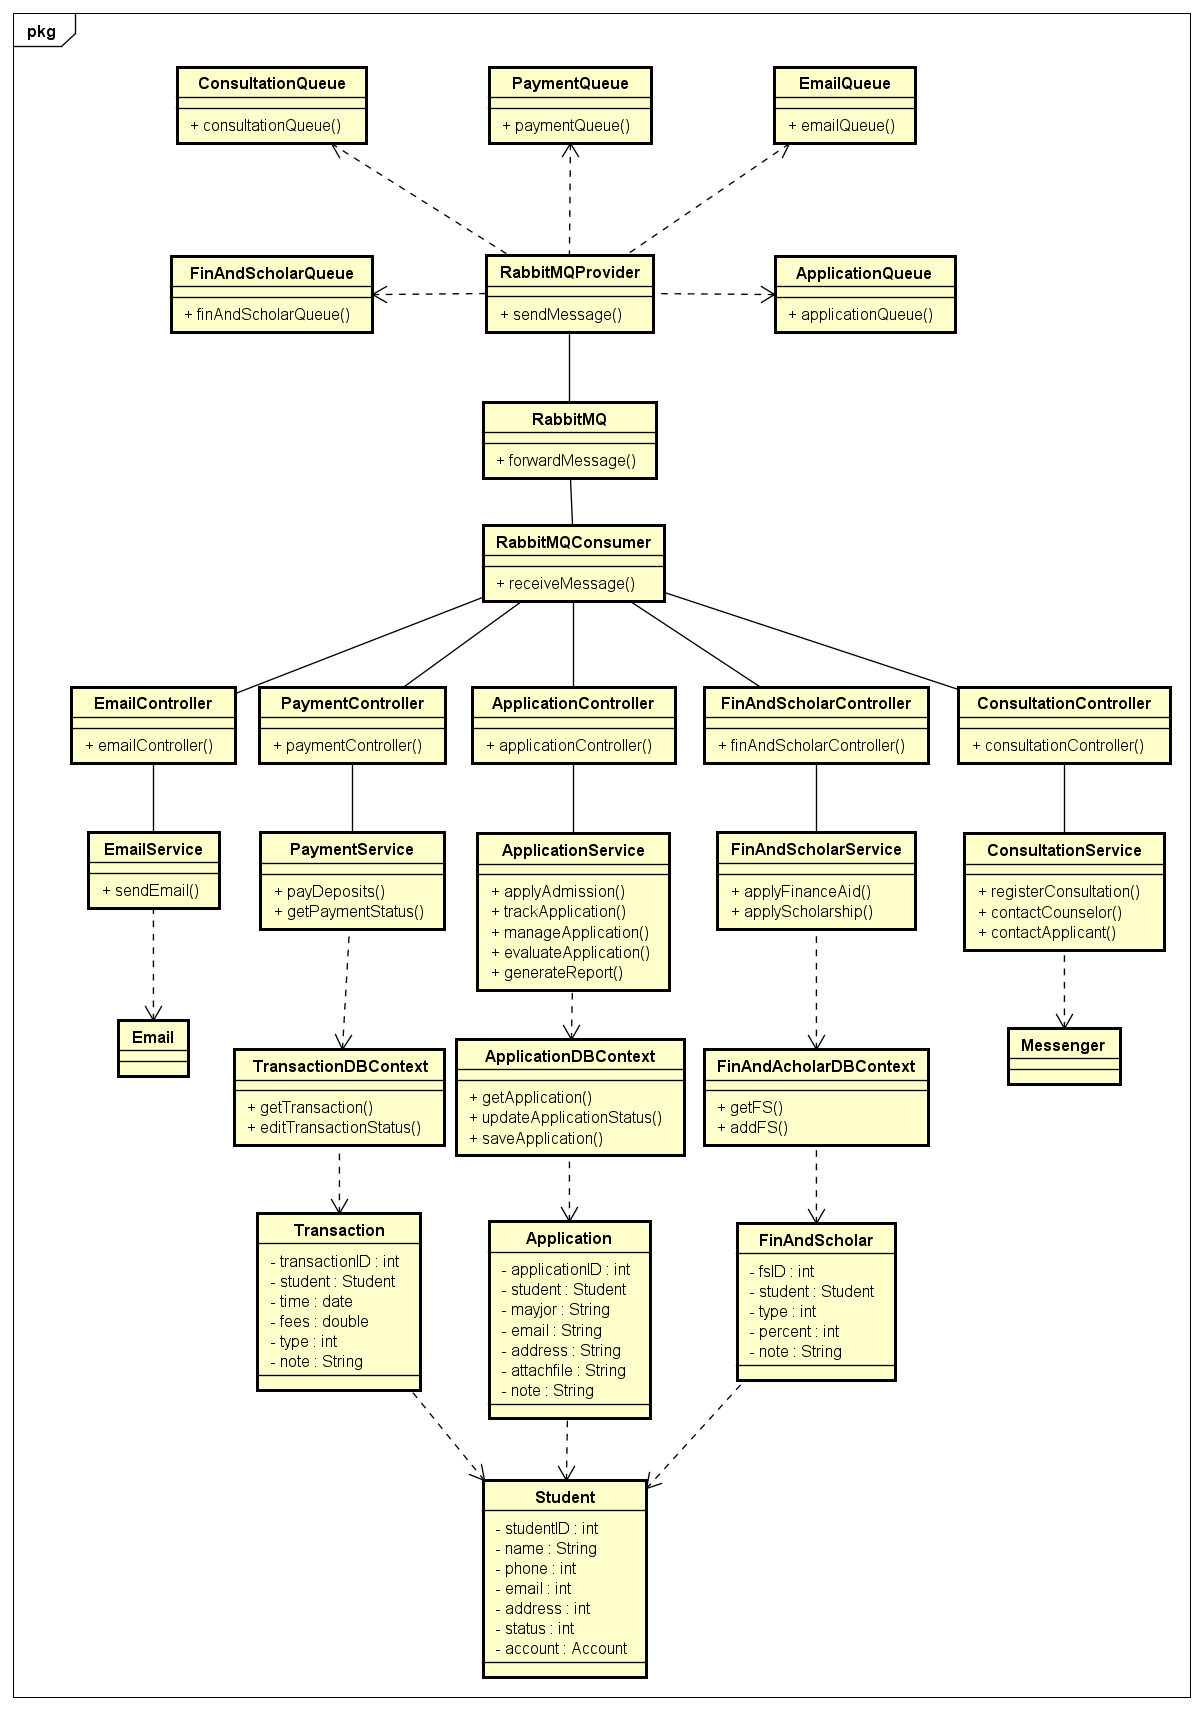 pkg
ConsultationQueue
+ consultationQueue()
PaymentQueue
+ paymentQueue()
EmailQueue
+ emailQueue()
FinAndScholarQueue
+ finAndScholarQueue()
RabbitMQProvider
+ sendMessage()
ApplicationQueue
+ applicationQueue()
RabbitMQ
+ forwardMessage()
RabbitMQConsumer
+ receiveMessage()
EmailController
+ emailController()
PaymentController
+ paymentController()
ApplicationController
+ applicationController()
FinAndScholarController
+ finAndScholarController()
ConsultationController
+ consultationController()
EmailService
+ sendEmail()
PaymentService
+ payDeposits()
+ getPaymentStatus()
ApplicationService
+ applyAdmission()
+ trackApplication()
+ manageApplication()
+ evaluateApplication()
+ generateReport()
FinAndScholarService
+ applyFinanceAid()
+ applyScholarship()
ConsultationService
+ registerConsultation()
+ contactCounselor()
+ contactApplicant()
Email
TransactionDBContext
+ getTransaction()
+ editTransactionStatus()
ApplicationDBContext
+ getApplication()
+ updateApplicationStatus()
+ saveApplication()
FinAndAcholarDBContext
+ getFS()
+ addFS()
Messenger
Transaction
- transactionID : int
- student : Student
- time : date
- fees : double
- type : int
- note : String
Application
- applicationID : int
- student : Student
- mayjor : String
- email : String
- address : String
- attachfile : String
- note : String
FinAndScholar
- fsID : int
- student : Student
- type : int
- percent : int
- note : String
Student
- studentID : int
- name : String
- phone : int
- email : int
- address : int
- status : int
- account : Account